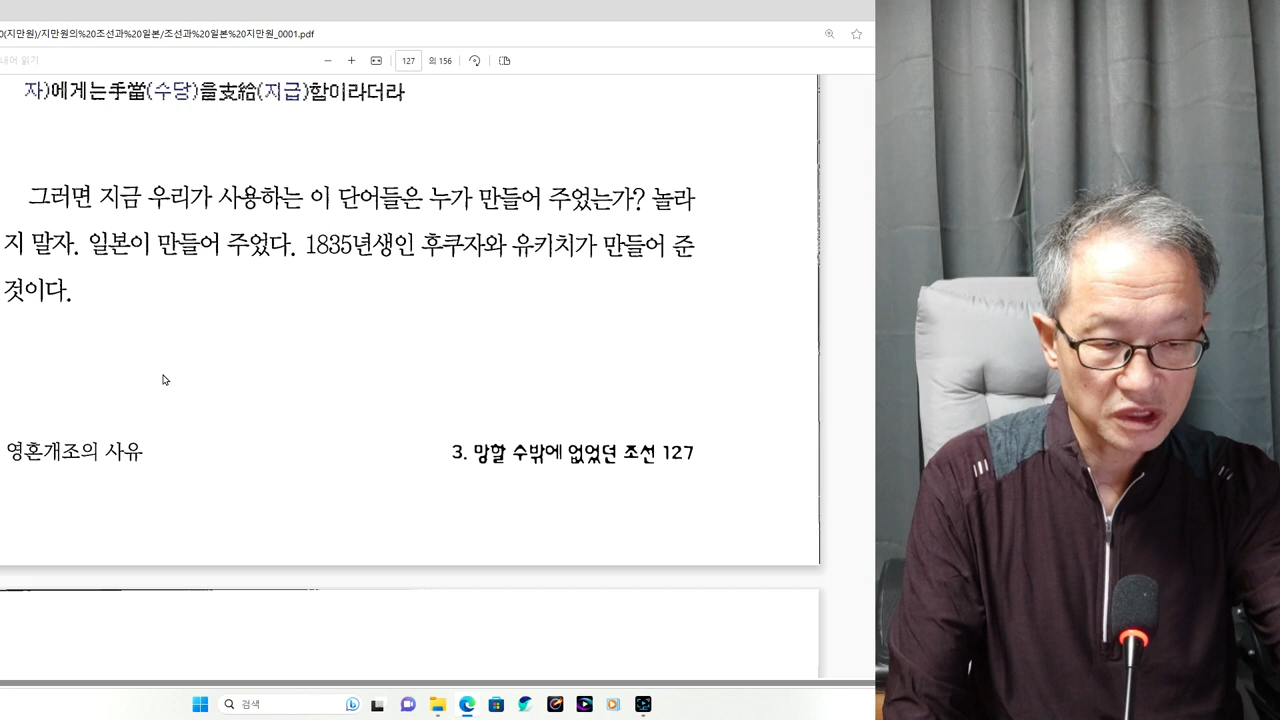 0(지만원)/지만원의%20조선과%20일본/조선과%20일본%20지만원_0001.pdf
내어 읽기
127 의 156
자)에게는手當(수당)을支給(지급)함이라더라
그러면 지금 우리가 사용하는 이 단어들은 누가 만들어 주었는가? 놀라
지 말자. 일본이 만들어 주었다. 1835년생인 후쿠자와 유키치가 만들어 준
것이다.
영혼개조의 사유
3. 망할 수밖에 없었던 조선 127
검색